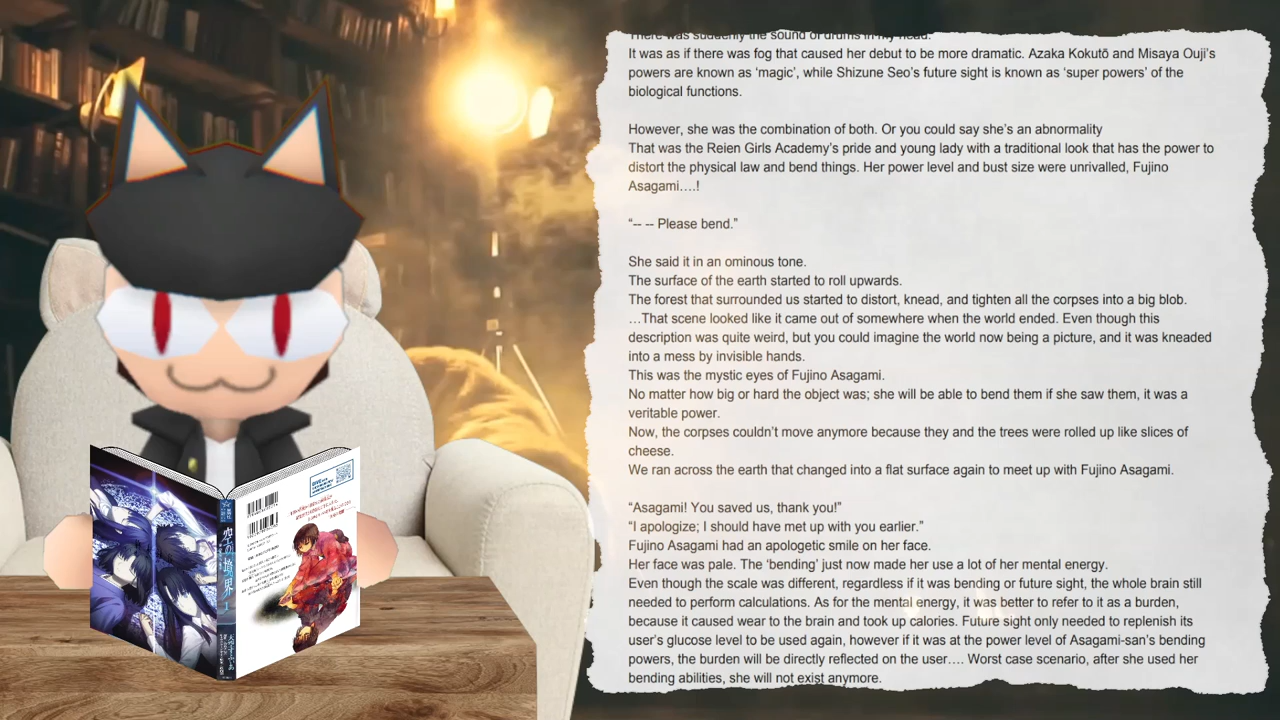 There was suddenly the sound of drums in my head.
It was as if there was fog that caused her debut to be more dramatic. Azaka Kokutō and Misaya Ouji’s
powers are known as ‘magic’, while Shizune Seo’s future sight is known as ‘super powers’ of the
biological functions.
However, she was the combination of both. Or you could say she’s an abnormality
That was the Reien Girls Academy’s pride and young lady with a traditional look that has the power to
distort the physical law and bend things. Her power level and bust size were unrivalled, Fujino
Asagami….!
“-- -- Please bend.”
She said it in an ominous tone.
The surface of the earth started to roll upwards.
The forest that surrounded us started to distort, knead, and tighten all the corpses into a big blob.
…That scene looked like it came out of somewhere when the world ended. Even though this
description was quite weird, but you could imagine the world now being a picture, and it was kneaded
into a mess by invisible hands.
This was the mystic eyes of Fujino Asagami.
No matter how big or hard the object was; she will be able to bend them if she saw them, it was a
veritable power.
Now, the corpses couldn’t move anymore because they and the trees were rolled up like slices of
cheese.
We ran across the earth that changed into a flat surface again to meet up with Fujino Asagami.
“Asagami! You saved us, thank you!”
“I apologize; I should have met up with you earlier.”
Fujino Asagami had an apologetic smile on her face.
Her face was pale. The ‘bending’ just now made her use a lot of her mental energy.
Even though the scale was different, regardless if it was bending or future sight, the whole brain still
needed to perform calculations. As for the mental energy, it was better to refer to it as a burden,
because it caused wear to the brain and took up calories. Future sight only needed to replenish its
user’s glucose level to be used again, however if it was at the power level of Asagami-san’s bending
powers, the burden will be directly reflected on the user…. Worst case scenario, after she used her
bending abilities, she will not exist anymore.
空の境界
1